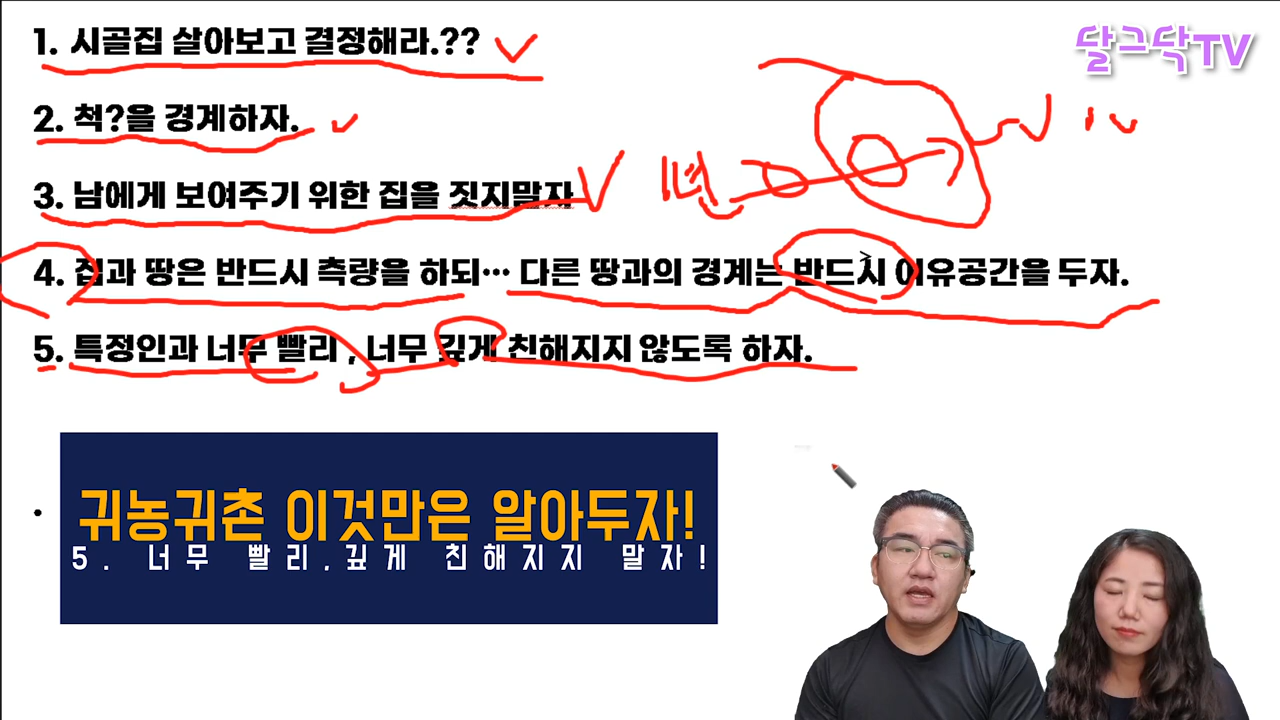 1. 시골집 살아보고 결정해라.??
달그닥TV
2. 척?을 경계하자.
3. 남에게 보여주기 위한 집을 짓지말자
1년
4. 집과 땅은 반드시 측량을 하되… 다른 땅과의 경계는 반드시 여유공간을 두자.
5. 특정인과 너무 빨리 , 너무 깊게 친해지지 않도록 하자.
귀농귀촌 이것만은 알아두자!
5. 너무 빨리,깊게 친해지지 말자!